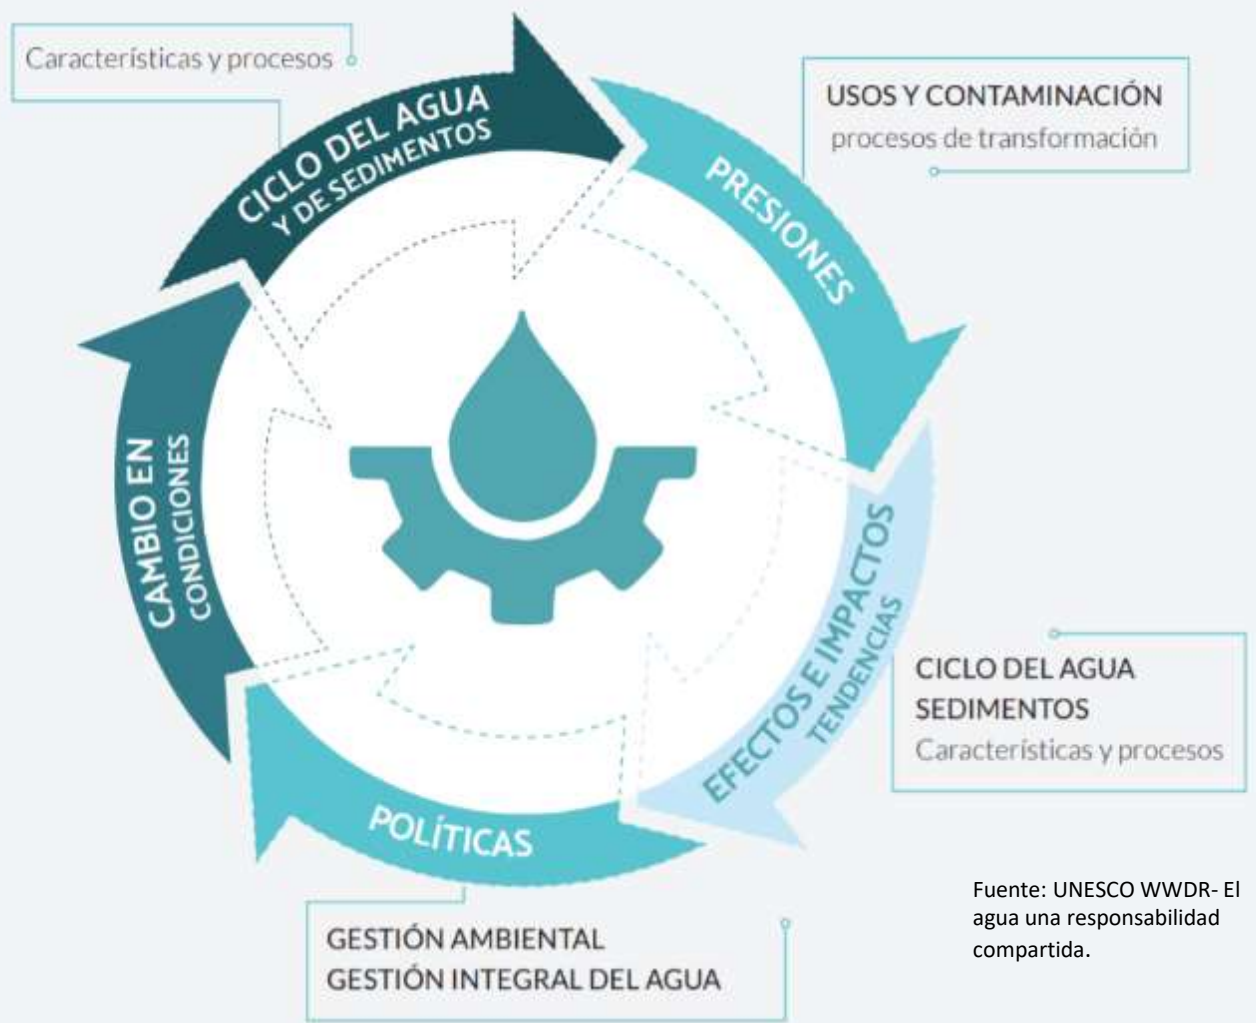 Características y procesos
CICLO DEL AGUA
Y DE SEDIMENTOS
USOS Y CONTAMINACIÓN
procesos de transformación
PRESIONES
EFECTOS E IMPACTOS
TENDENCIAS
CICLO DEL AGUA
SEDIMENTOS
Características y procesos
POLÍTICAS
GESTIÓN AMBIENTAL
GESTIÓN INTEGRAL DEL AGUA
CAMBIO EN
CONDICIONES
Fuente: UNESCO WWDR- El
agua una responsabilidad
compartida.